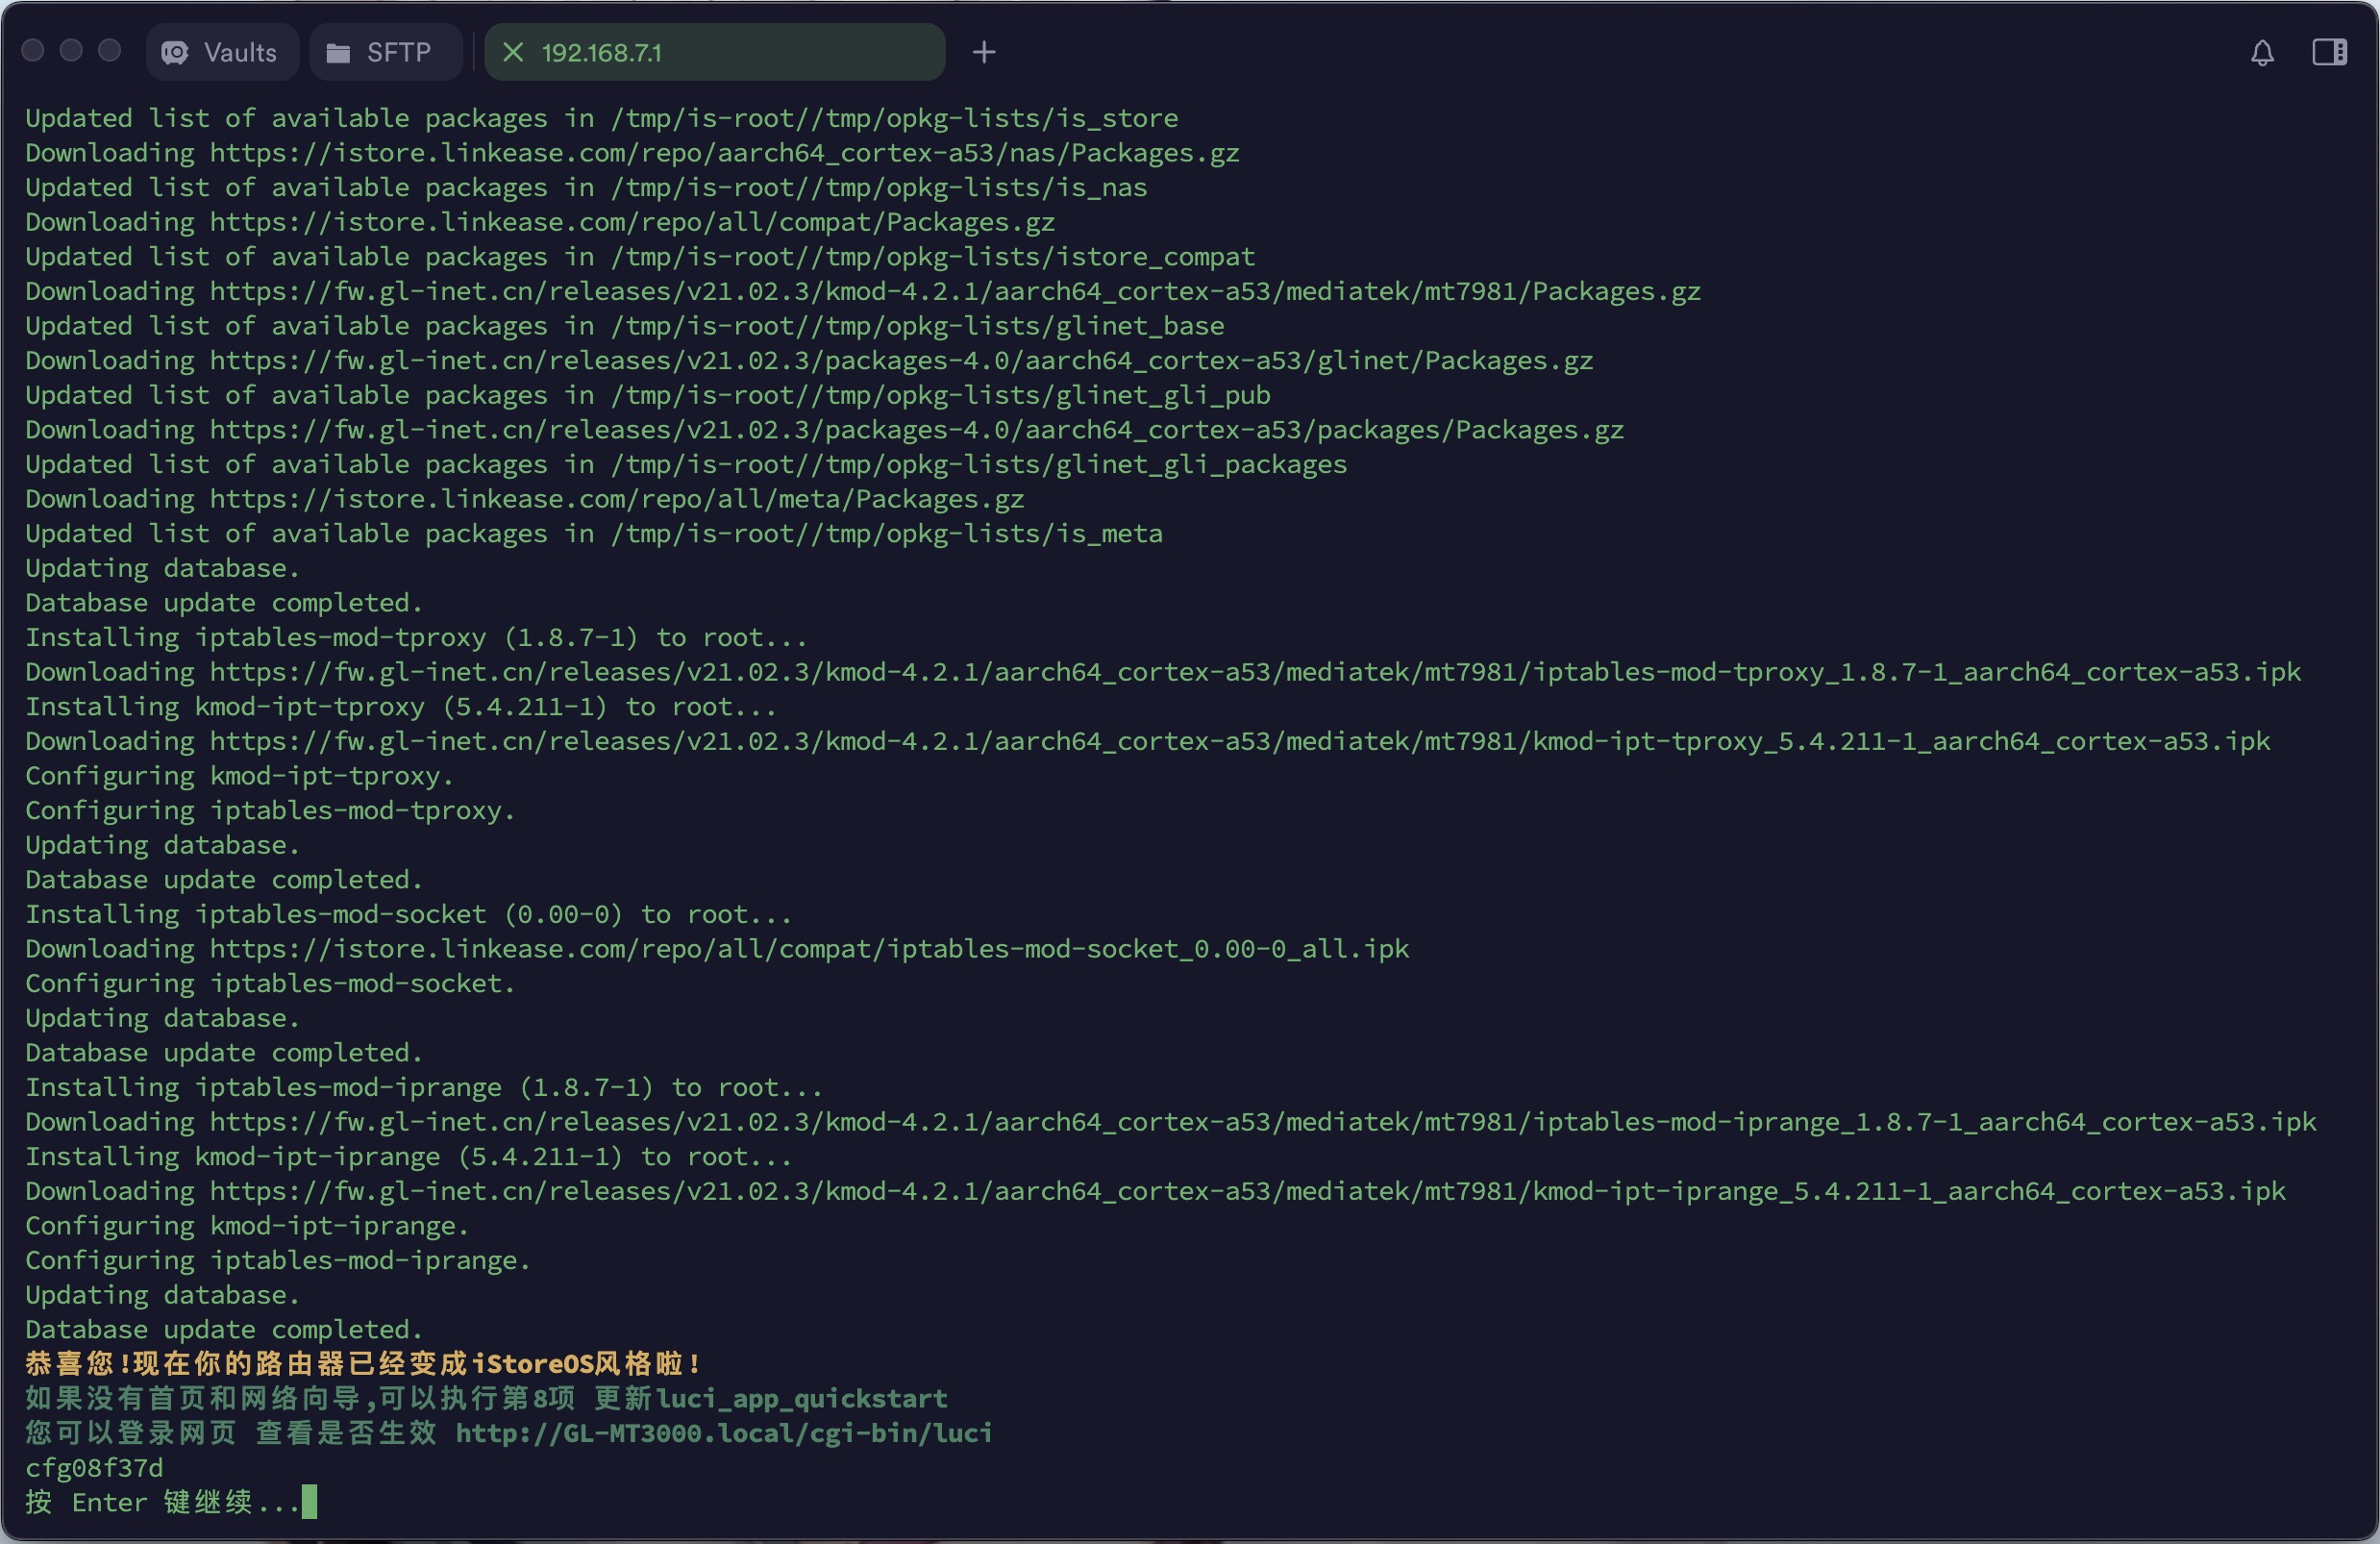 Vaults SFTP 192.168.7.1
Updated list of available packages in /tmp/is-root//tmp/opkg-lists/is_store
Downloading https://istore.linkease.com/repo/aarch64_cortex-a53/nas/Packages.gz
Updated list of available packages in /tmp/is-root//tmp/opkg-lists/is_nas
Downloading https://istore.linkease.com/repo/all/compat/Packages.gz
Updated list of available packages in /tmp/is-root//tmp/opkg-lists/istore_compat
Downloading https://fw.gl-inet.cn/releases/v21.02.3/kmod-4.2.1/aarch64_cortex-a53/mediatek/mt7981/Packages.gz
Updated list of available packages in /tmp/is-root//tmp/opkg-lists/glinet_base
Downloading https://fw.gl-inet.cn/releases/v21.02.3/packages-4.0/aarch64_cortex-a53/glinet/Packages.gz
Updated list of available packages in /tmp/is-root//tmp/opkg-lists/glinet_gli_pub
Downloading https://fw.gl-inet.cn/releases/v21.02.3/packages-4.0/aarch64_cortex-a53/packages/Packages.gz
Updated list of available packages in /tmp/is-root//tmp/opkg-lists/glinet_gli_packages
Downloading https://istore.linkease.com/repo/all/meta/Packages.gz
Updated list of available packages in /tmp/is-root//tmp/opkg-lists/is_meta
Updating database.
Database update completed.
Installing iptables-mod-tproxy (1.8.7-1) to root...
Downloading https://fw.gl-inet.cn/releases/v21.02.3/kmod-4.2.1/aarch64_cortex-a53/mediatek/mt7981/iptables-mod-tproxy_1.8.7-1_aarch64_cortex-a53.ipk
Installing kmod-ipt-tproxy (5.4.211-1) to root...
Downloading https://fw.gl-inet.cn/releases/v21.02.3/kmod-4.2.1/aarch64_cortex-a53/mediatek/mt7981/kmod-ipt-tproxy_5.4.211-1_aarch64_cortex-a53.ipk
Configuring kmod-ipt-tproxy.
Configuring iptables-mod-tproxy.
Updating database.
Database update completed.
Installing iptables-mod-socket (0.00-0) to root...
Downloading https://istore.linkease.com/repo/all/compat/iptables-mod-socket_0.00-0_all.ipk
Configuring iptables-mod-socket.
Updating database.
Database update completed.
Installing iptables-mod-iprange (1.8.7-1) to root...
Downloading https://fw.gl-inet.cn/releases/v21.02.3/kmod-4.2.1/aarch64_cortex-a53/mediatek/mt7981/iptables-mod-iprange_1.8.7-1_aarch64_cortex-a53.ipk
Installing kmod-ipt-iprange (5.4.211-1) to root...
Downloading https://fw.gl-inet.cn/releases/v21.02.3/kmod-4.2.1/aarch64_cortex-a53/mediatek/mt7981/kmod-ipt-iprange_5.4.211-1_aarch64_cortex-a53.ipk
Configuring kmod-ipt-iprange.
Configuring iptables-mod-iprange.
Updating database.
Database update completed.
恭喜您!现在你的路由器已经变成iStoreOS风格啦!
如果没有首页和网络向导,可以执行第8项 更新luci_app_quickstart
您可以登录网页 查看是否生效 http://GL-MT3000.local/cgi-bin/luci
cfg08f37d
按 Enter 键继续...